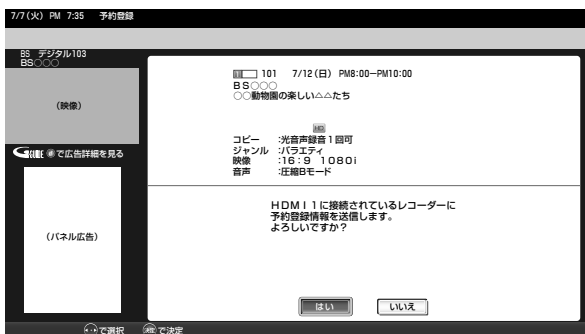 7/7(火) PM 7:35 予約登録
BS デジタル103
BS○○○
(映像)
G GUIDE で広告詳細を見る
(パネル広告)
101 7/12(日) PM8:00−PM10:00
BS○○○
○○動物園の楽しい△△たち
HD
コピー :光音声録音1回可
ジャンル :バラエティ
映像 :16:9 1080i
音声 :圧縮Bモード
HDMI1に接続されているレコーダーに
予約登録情報を送信します。
よろしいですか?
はい いいえ
で選択 決定で決定